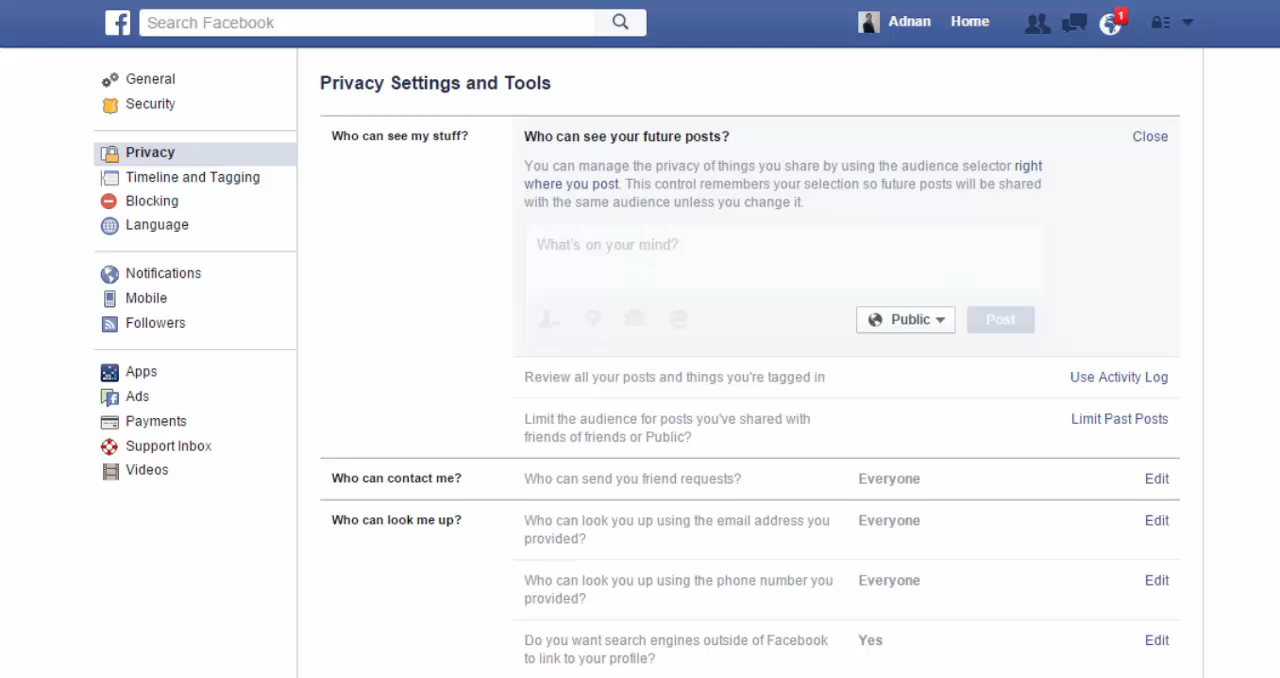 f
Search Facebook
Adnan
Home
1
General
Security
Privacy
Timeline and Tagging
Blocking
Language
Notifications
Mobile
Followers
Apps
Ads
Payments
Support Inbox
Videos
Privacy Settings and Tools
Who can see my stuff?
Who can see your future posts?
Close
You can manage the privacy of things you share by using the audience selector right
where you post. This control remembers your selection so future posts will be shared
with the same audience unless you change it.
What's on your mind?
Public
Post
Review all your posts and things you're tagged in
Use Activity Log
Limit the audience for posts you've shared with
friends of friends or Public?
Limit Past Posts
Who can contact me?
Who can send you friend requests?
Everyone
Edit
Who can look me up?
Who can look you up using the email address you
provided?
Everyone
Edit
Who can look you up using the phone number you
provided?
Everyone
Edit
Do you want search engines outside of Facebook
to link to your profile?
Yes
Edit